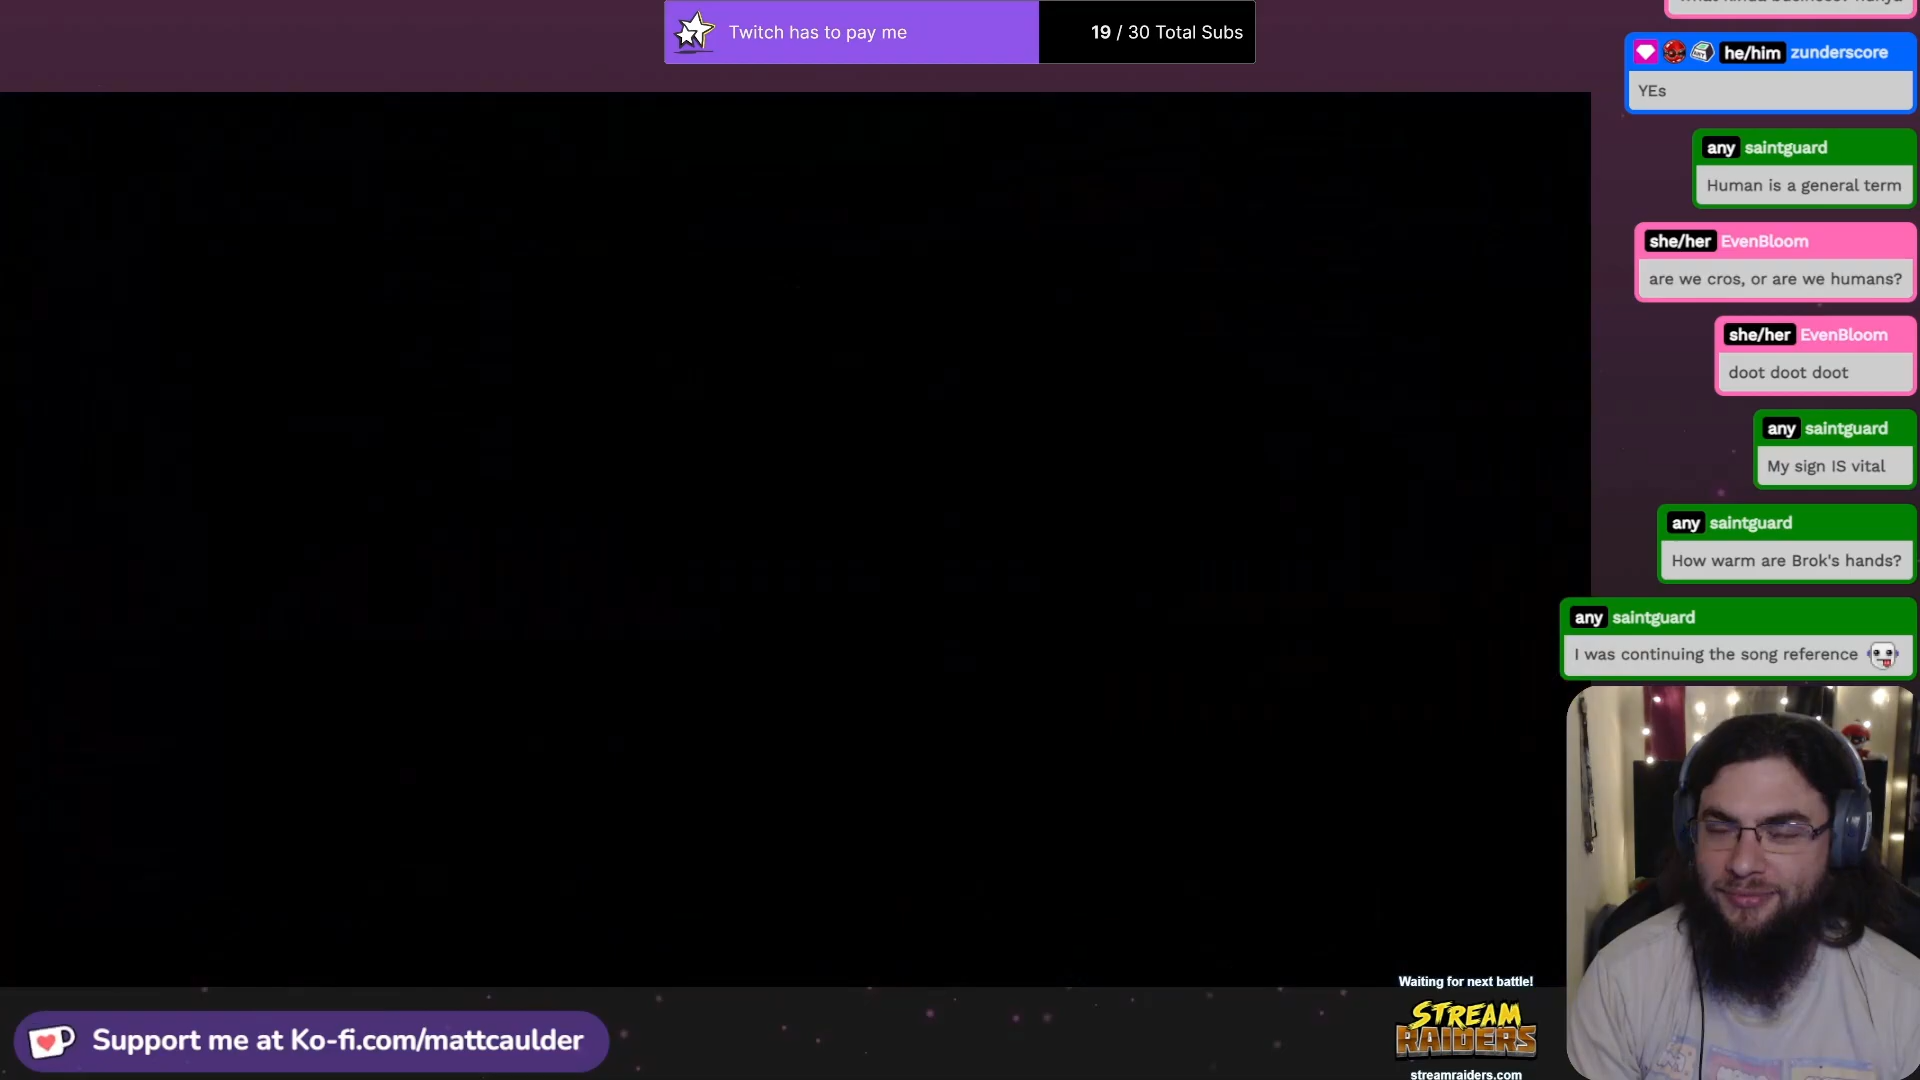 Twitch has to pay me
19 / 30 Total Subs
he/him zunderscore
YEs
any saintguard
Human is a general term
she/her EvenBloom
are we cros, or are we humans?
she/her EvenBloom
doot doot doot
any saintguard
My sign IS vital
any saintguard
How warm are Brok's hands?
any saintguard
I was continuing the song reference
Waiting for next battle!
STREAM
RAIDERS
streamraiders.com
Support me at Ko-fi.com/mattcaulder